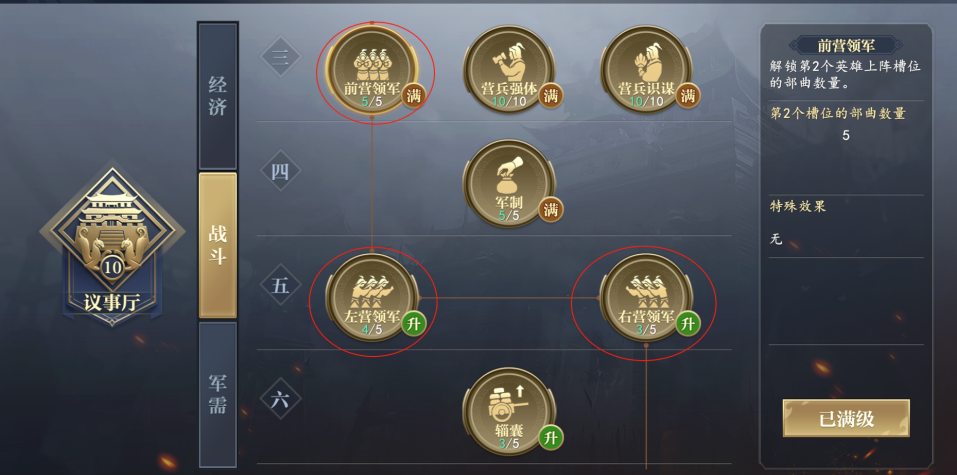 经济
战斗
军需
10
议事厅
三
前营领军
5/5
满
营兵强体
10/10
满
营兵识谋
10/10
满
四
军制
5/5
满
五
左营领军
4/5
升
右营领军
3/5
升
六
辎囊
3/5
升
前营领军
解锁第2个英雄上阵槽位
的部曲数量。
第2个槽位的部曲数量
5
特殊效果
无
已满级